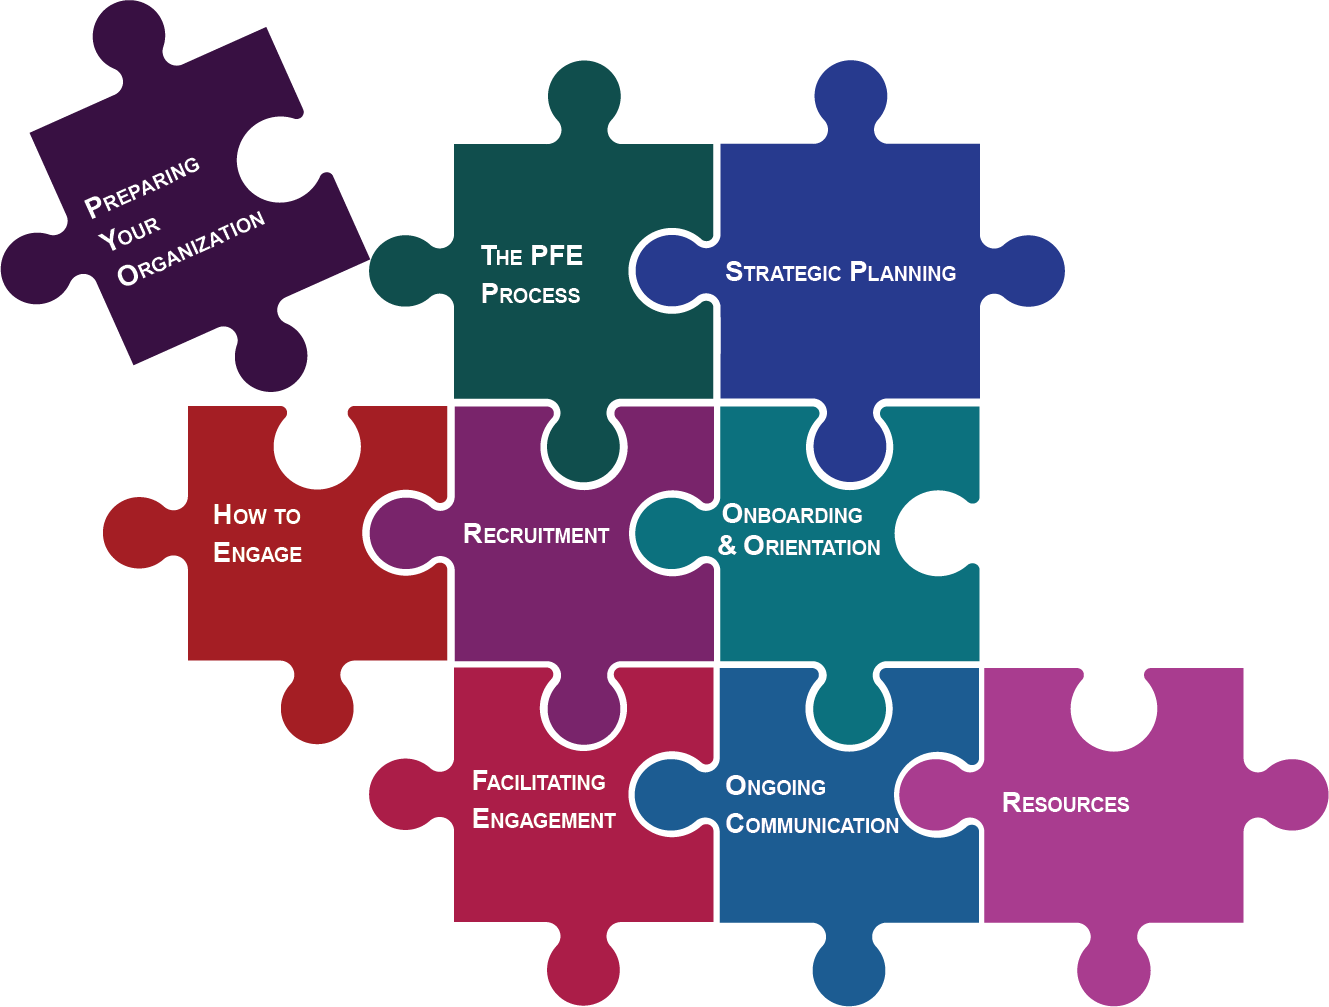 Preparing
Your
Organization
The PFE
Process
Strategic Planning
How to
Engage
Recruitment
Onboarding
& Orientation
Facilitating
Engagement
Ongoing
Communication
Resources